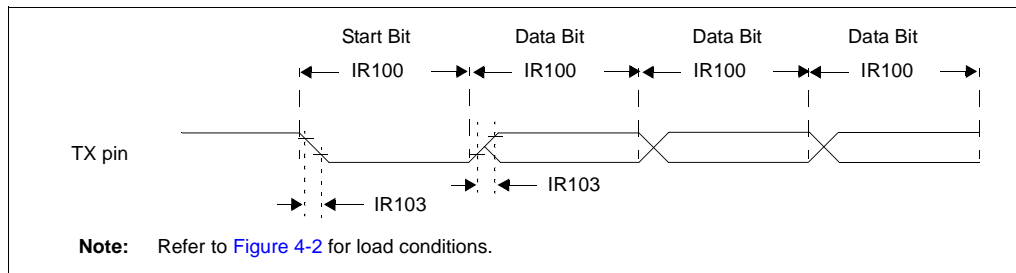 Start Bit Data Bit Data Bit Data Bit
IR100 IR100 IR100 IR100
TX pin
IR103 IR103
Note: Refer to Figure 4-2 for load conditions.